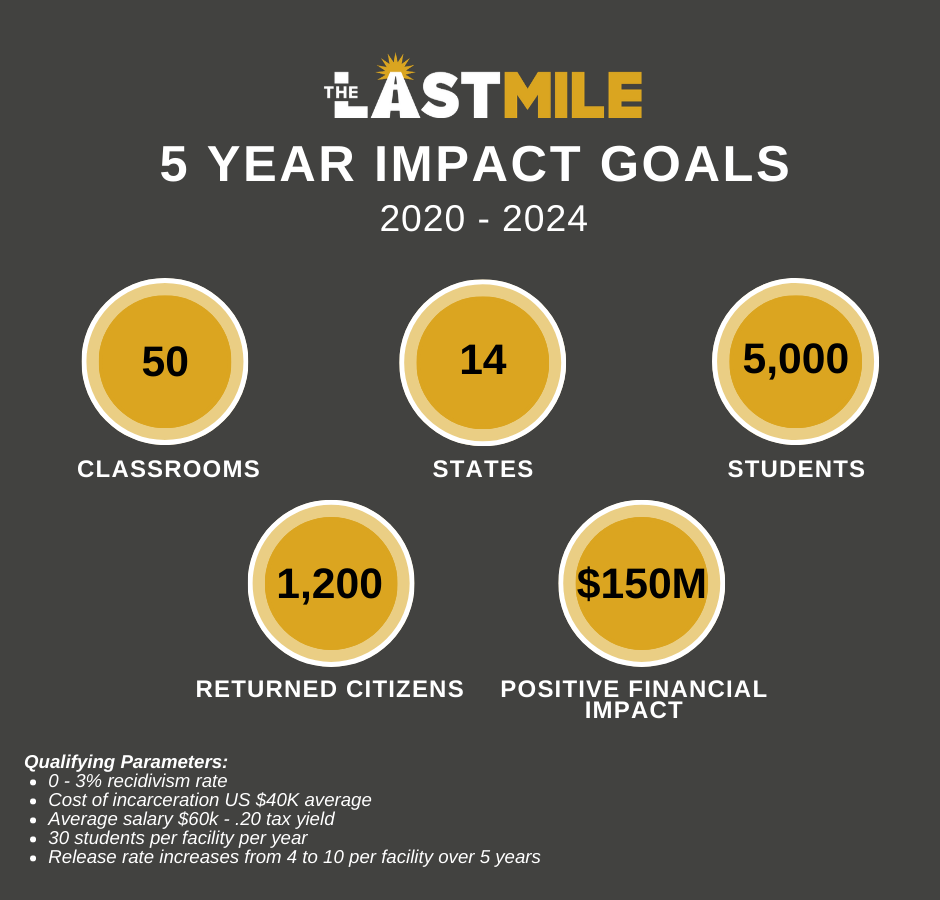 THE LASTMILE
5 YEAR IMPACT GOALS
2020 - 2024
50
CLASSROOMS
14
STATES
5,000
STUDENTS
1,200
RETURNED CITIZENS
$150M
POSITIVE FINANCIAL
IMPACT
Qualifying Parameters:
• 0 - 3% recidivism rate
• Cost of incarceration US $40K average
• Average salary $60k - .20 tax yield
• 30 students per facility per year
• Release rate increases from 4 to 10 per facility over 5 years